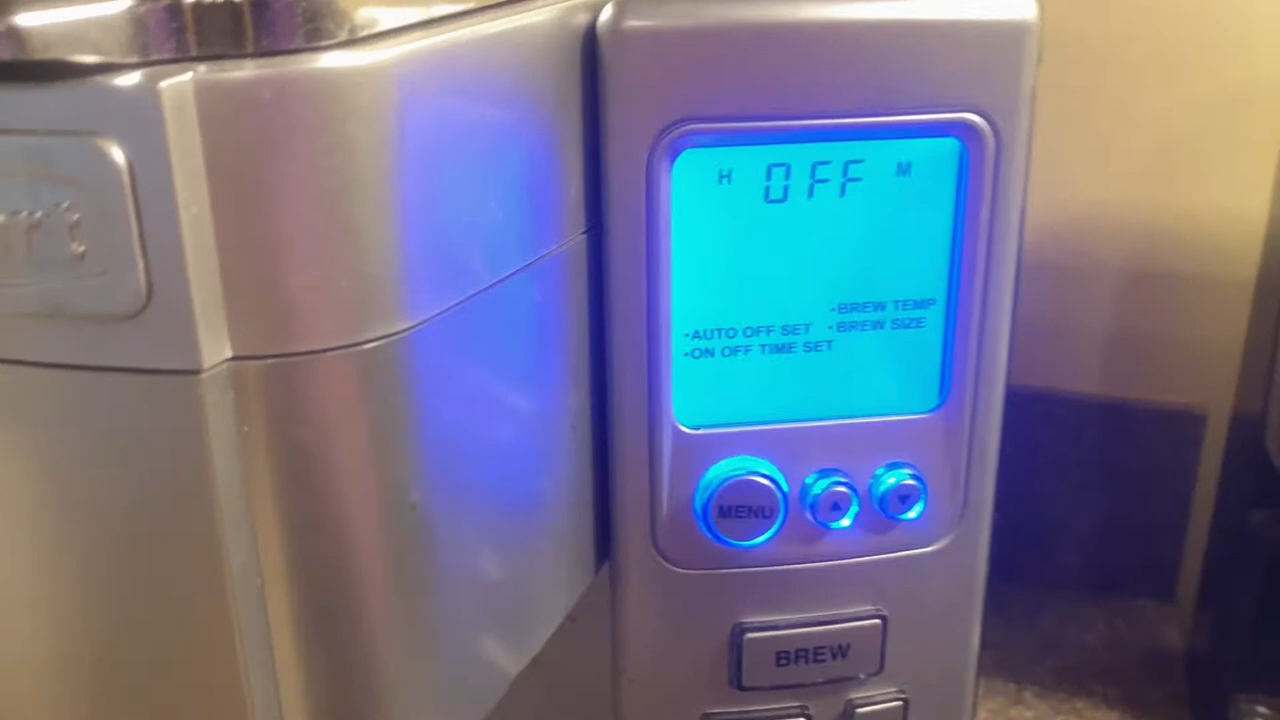 H OFF M
•BREW TEMP
•AUTO OFF SET •BREW SIZE
•ON OFF TIME SET
MENU ▲ ▼
BREW